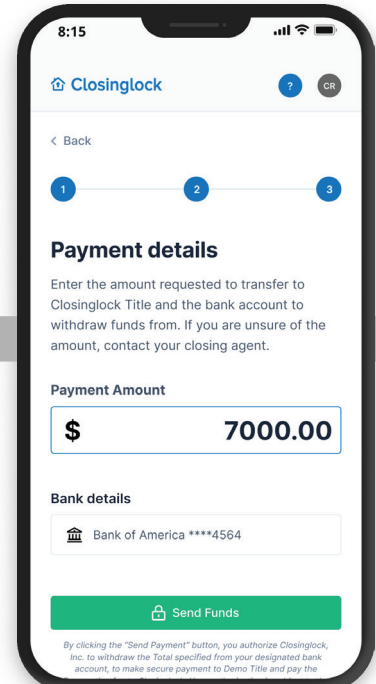 8:15
Closinglock
?
CR
< Back
1
2
3
Payment details
Enter the amount requested to transfer to
Closinglock Title and the bank account to
withdraw funds from. If you are unsure of the
amount, contact your closing agent.
Payment Amount
$ 7000.00
Bank details
Bank of America ****4564
Send Funds
By clicking the "Send Payment" button, you authorize Closinglock,
Inc. to withdraw the Total specified from your designated bank
account, to make secure payment to Demo Title and pay the